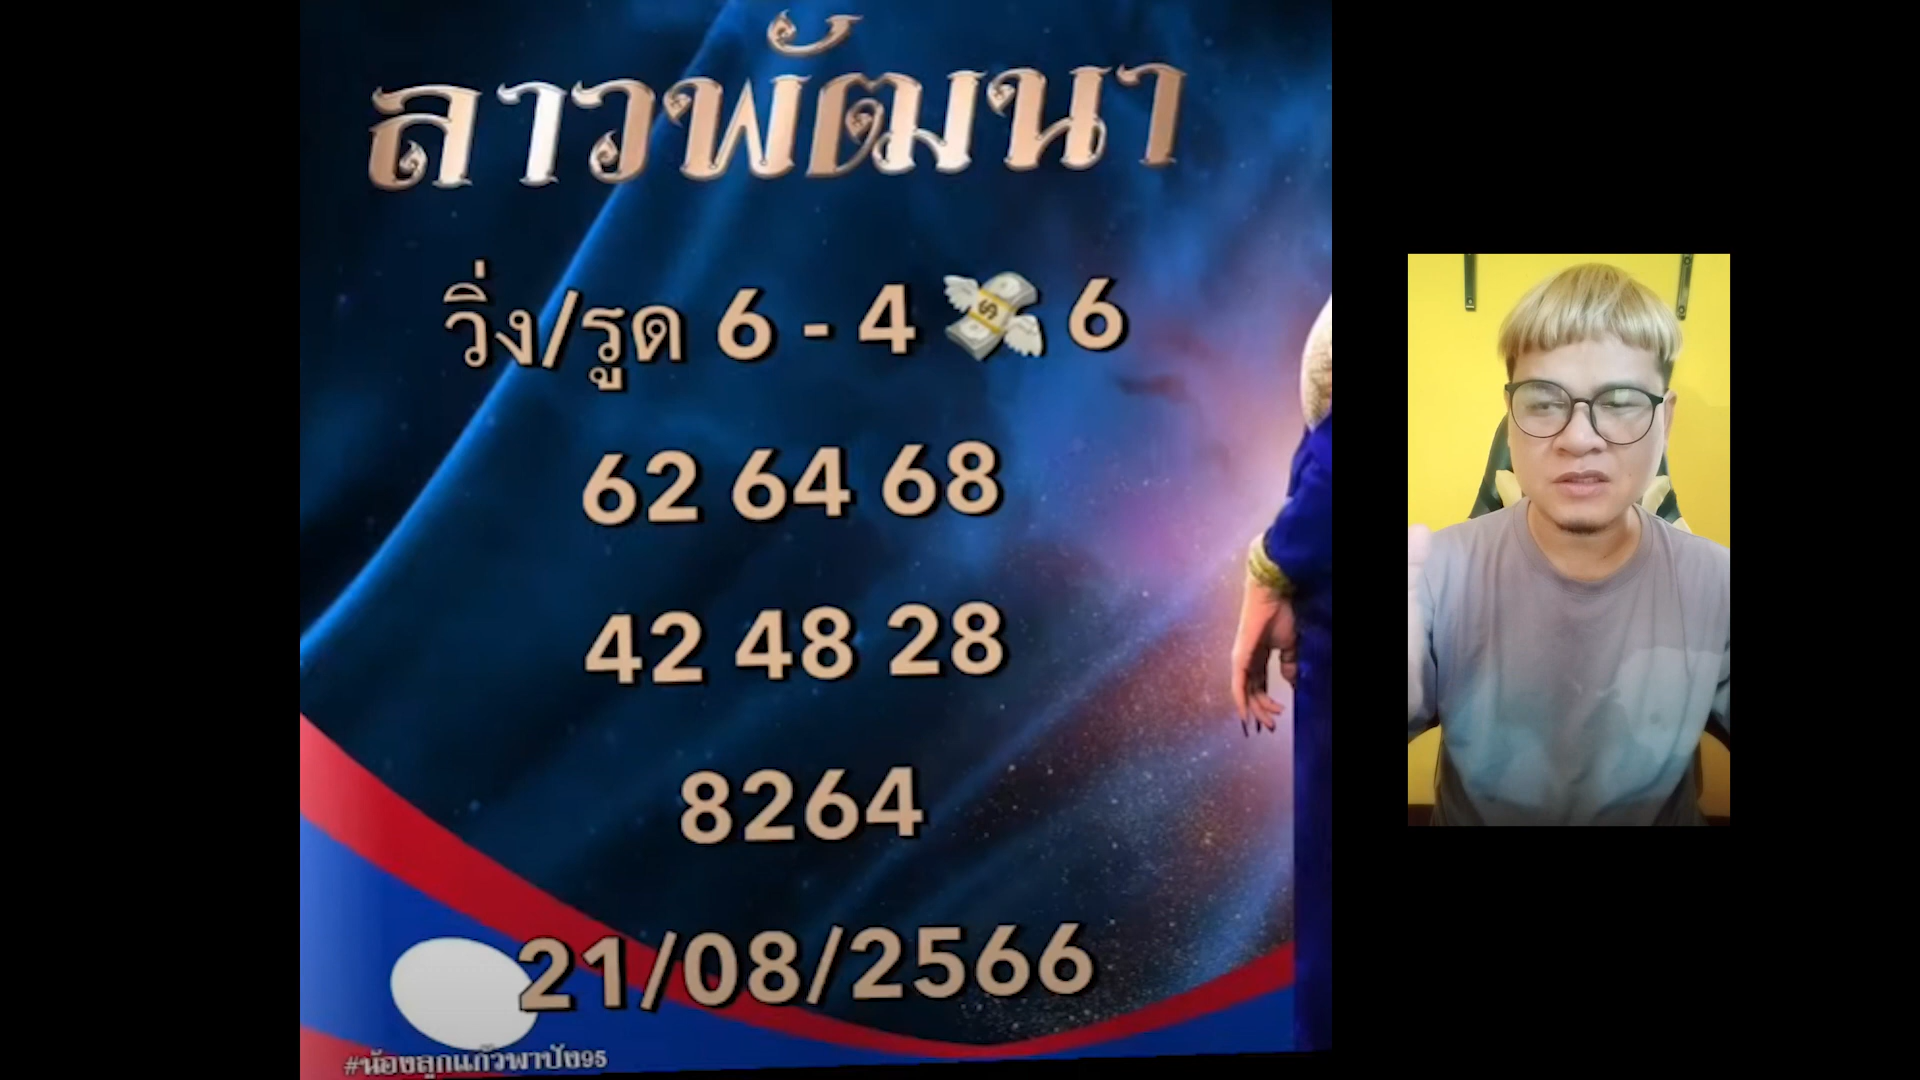 ลาวพัฒนา
วิ่ง/รูด 6 - 4 💸 6
62 64 68
42 48 28
8264
21/08/2566
#น้องลูกแก้วพาปัง95